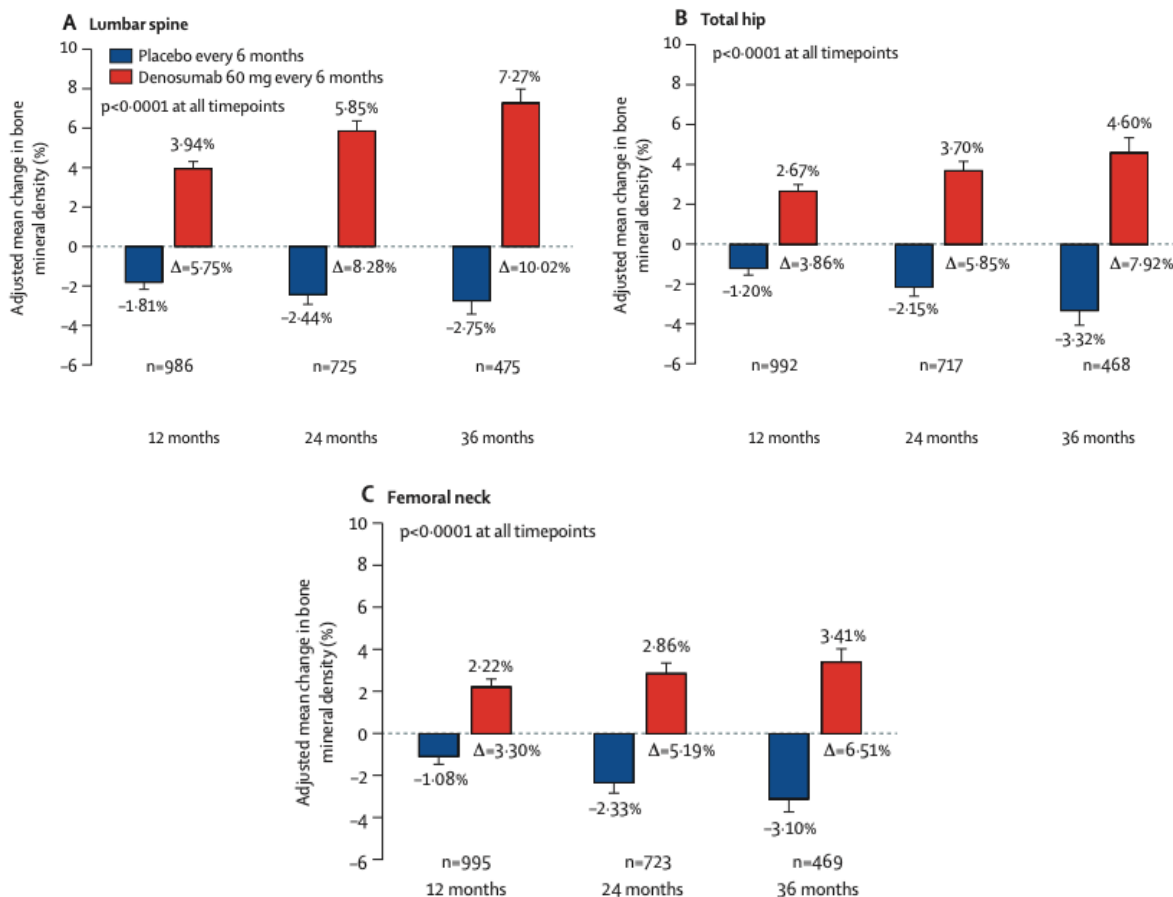 A Lumbar spine
Placebo every 6 months
Denosumab 60 mg every 6 months
p<0·0001 at all timepoints
Adjusted mean change in bone
mineral density (%)
10
8
6
4
2
0
−2
−4
−6
3·94%
5·85%
7·27%
Δ=5·75%
Δ=8·28%
Δ=10·02%
−1·81%
−2·44%
−2·75%
n=986
n=725
n=475
12 months
24 months
36 months
B Total hip
p<0·0001 at all timepoints
Adjusted mean change in bone
mineral density (%)
10
8
6
4
2
0
−2
−4
−6
2·67%
3·70%
4·60%
Δ=3·86%
Δ=5·85%
Δ=7·92%
−1·20%
−2·15%
−3·32%
n=992
n=717
n=468
12 months
24 months
36 months
C Femoral neck
p<0·0001 at all timepoints
Adjusted mean change in bone
mineral density (%)
10
8
6
4
2
0
−2
−4
−6
2·22%
2·86%
3·41%
Δ=3·30%
Δ=5·19%
Δ=6·51%
−1·08%
−2·33%
−3·10%
n=995
n=723
n=469
12 months
24 months
36 months